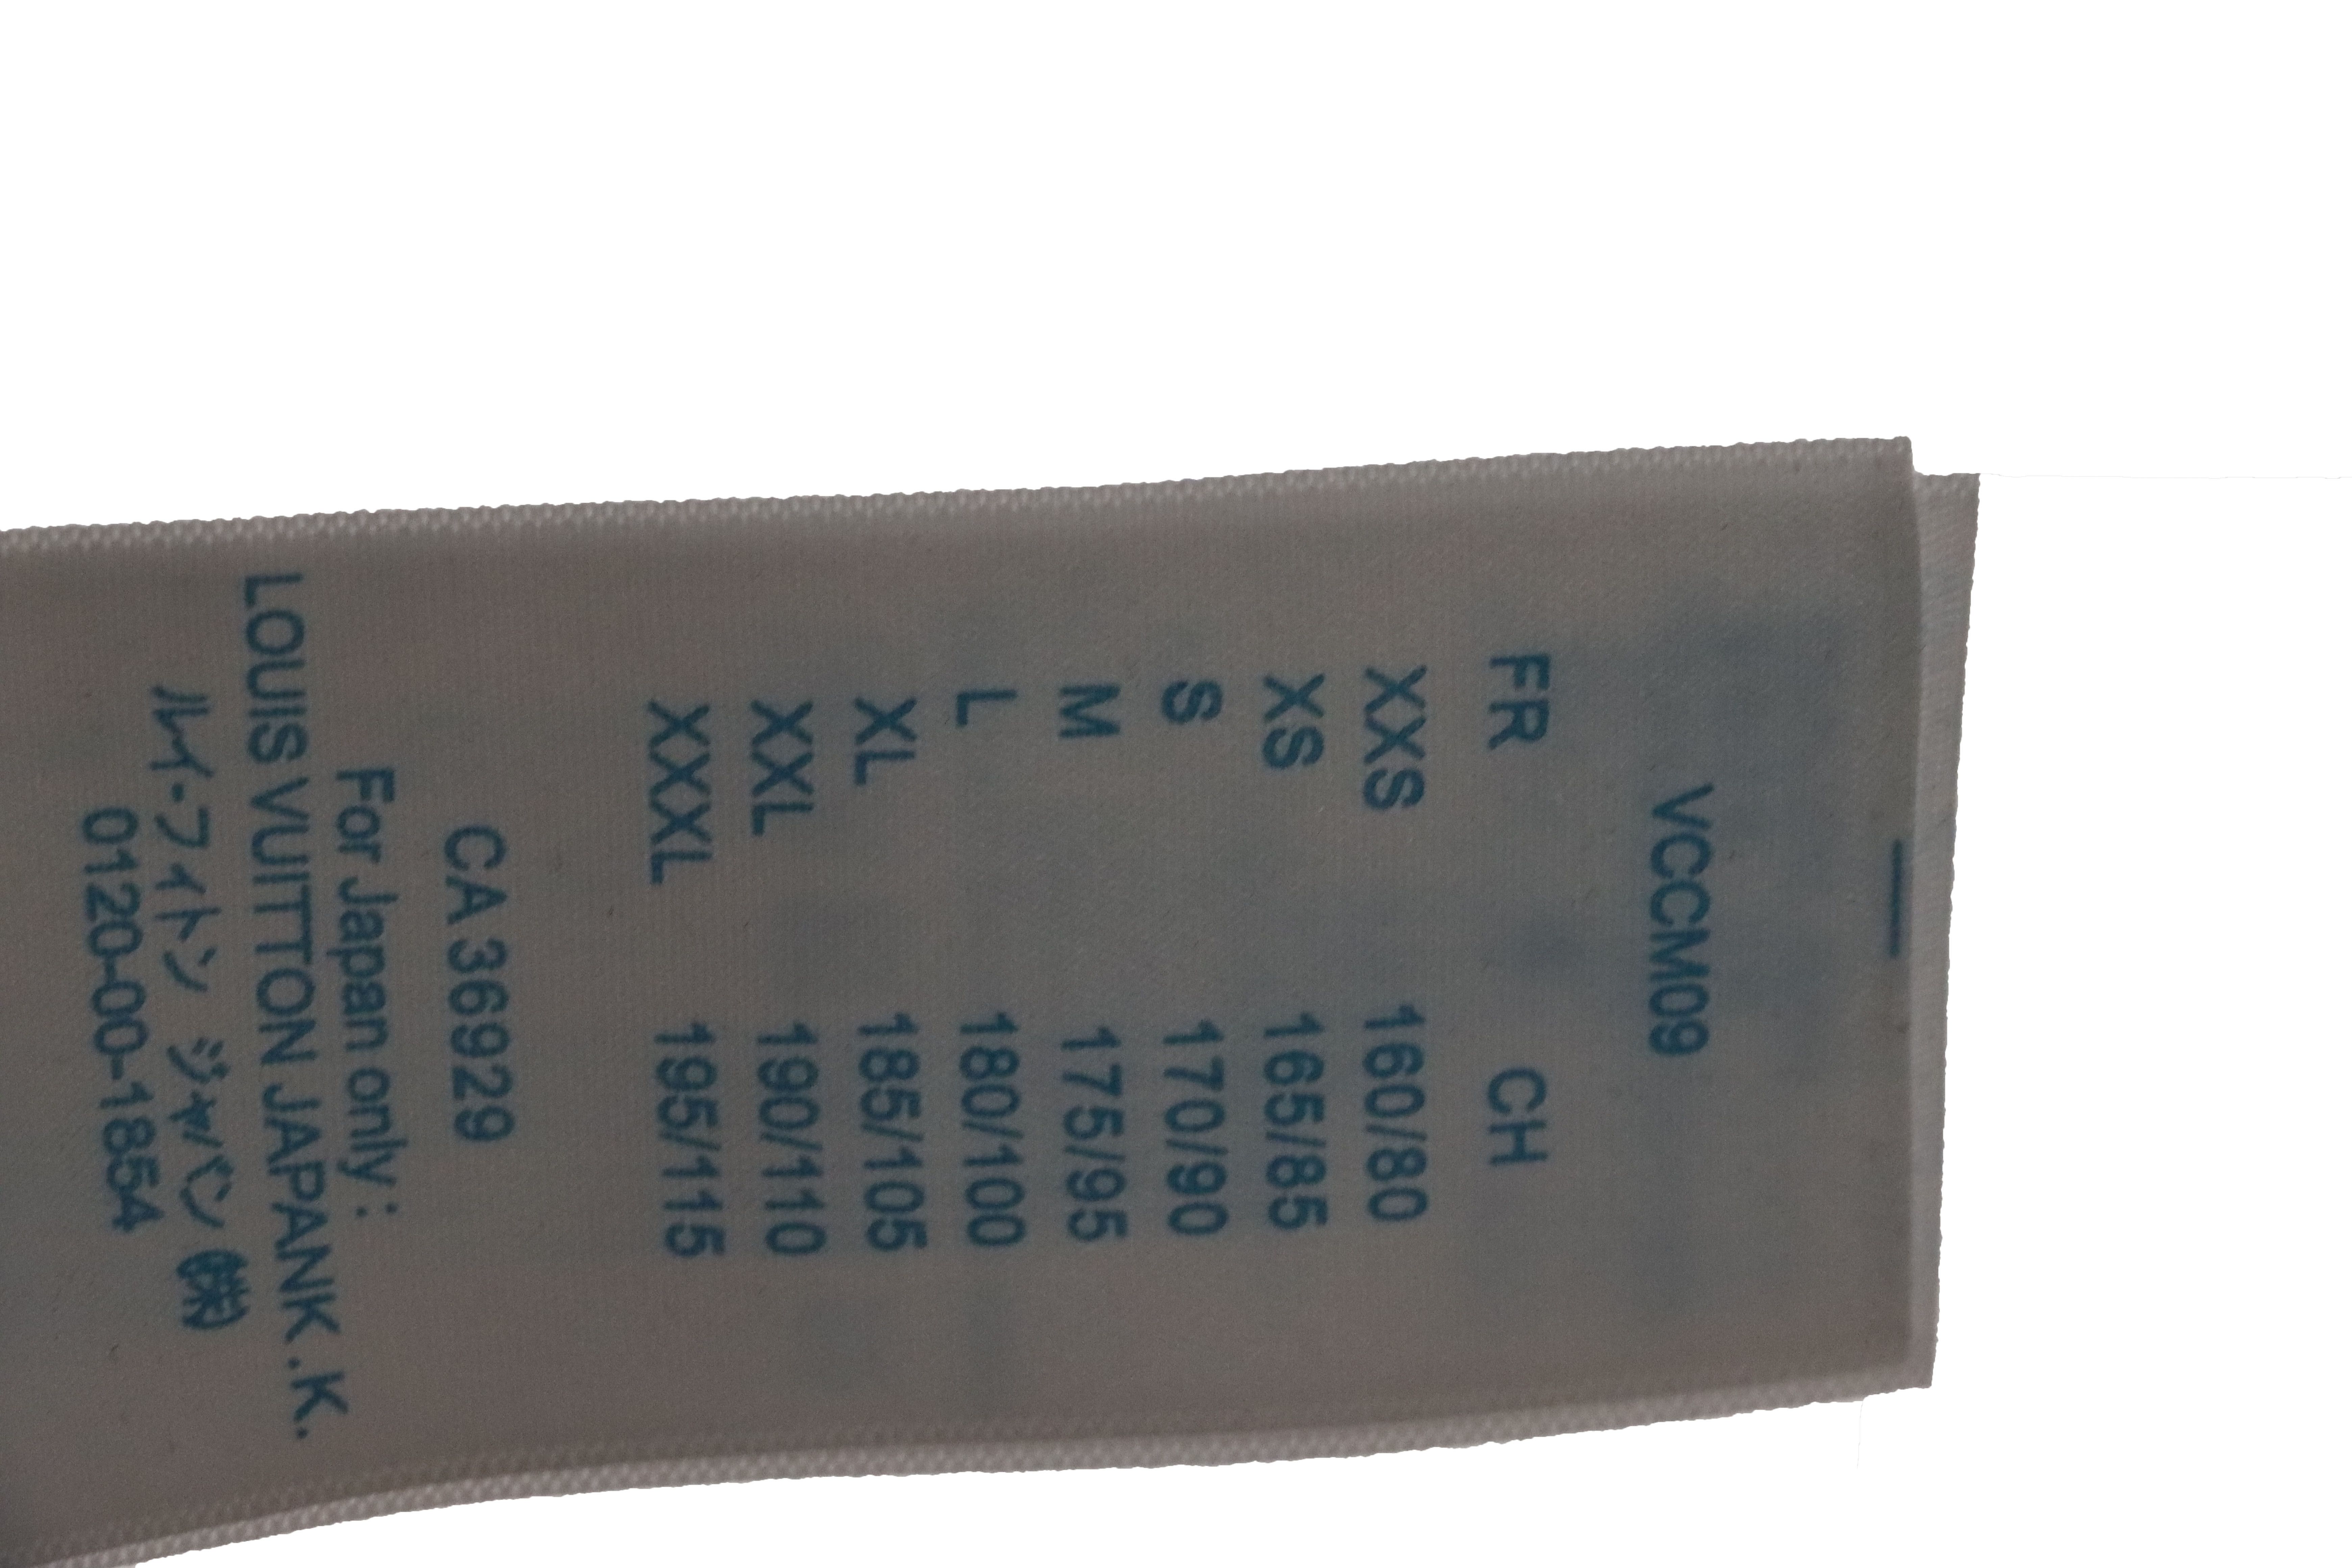 VCCM09
FR CH
XXS 160/80
XS 165/85
S 170/90
M 175/95
L 180/100
XL 185/105
XXL 190/110
XXXL 195/115
CA 36929
For Japan only :
LOUIS VUITTON JAPAN K .K.
ルイ・フィトン ジャパン ㈱
0120-00-1854